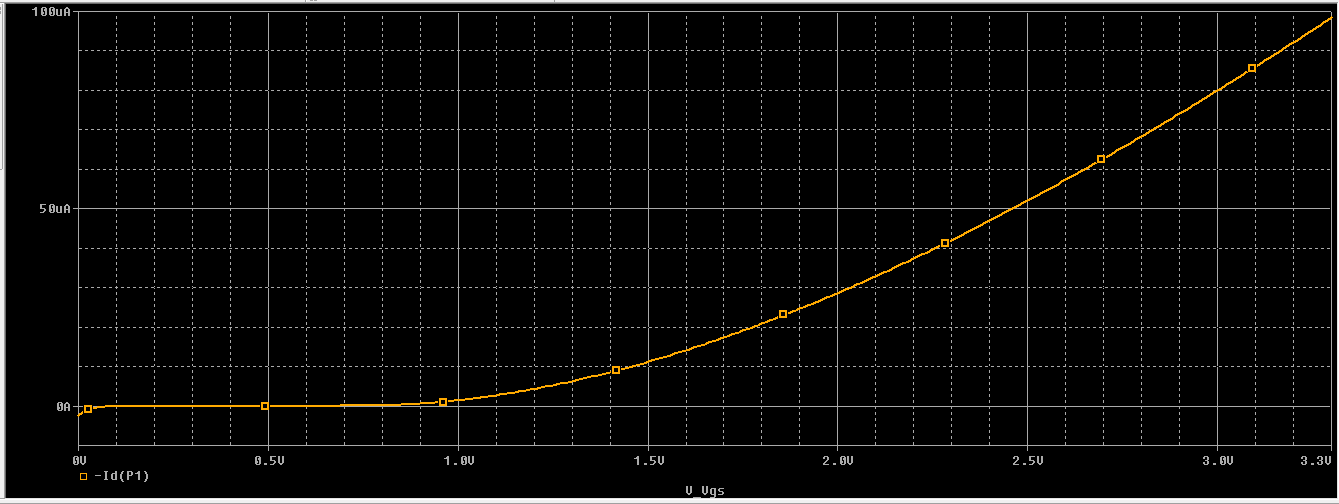 100uA
50uA
0A
0V 0.5V 1.0V 1.5V 2.0V 2.5V 3.0V 3.3V
-Id(P1)
V_Vgs